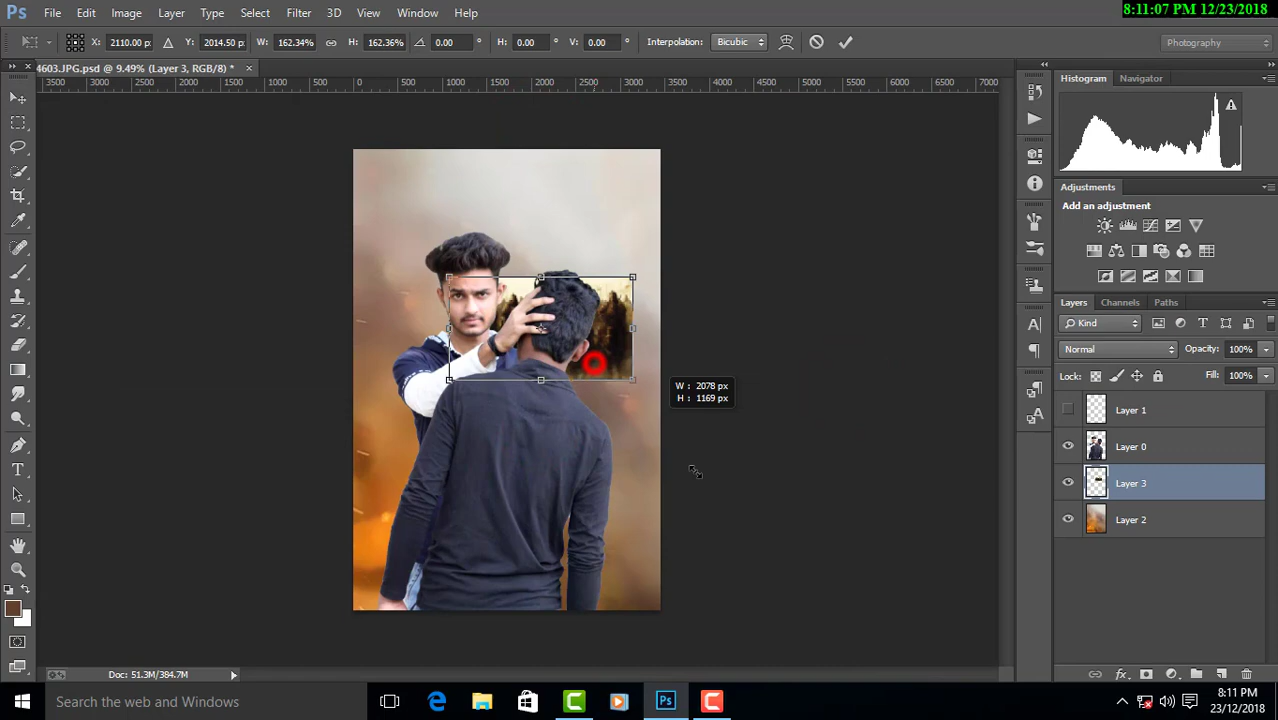 8:11:07 PM 12/23/2018
Ps File Edit Image Layer Type Select Filter 3D View Window Help
X: 2110.00 px Y: 2014.50 px W: 162.34% H: 162.36% 0.00 ° H: 0.00 ° V: 0.00 ° Interpolation: Bicubic Photography
4603.JPG.psd @ 9.49% (Layer 3, RGB/8) * ×
3500 3000 2500 2000 1500 1000 500 0 500 1000 1500 2000 2500 3000 3500 4000 4500 5000 5500 6000 6500 7000
Histogram Navigator
Adjustments
Add an adjustment
Layers Channels Paths
Kind
Normal Opacity: 100%
Lock: Fill: 100%
Layer 1
Layer 0
Layer 3
Layer 2
W : 2078 px
H : 1169 px
Doc: 51.3M/384.7M
Search the web and Windows
8:11 PM
23/12/2018